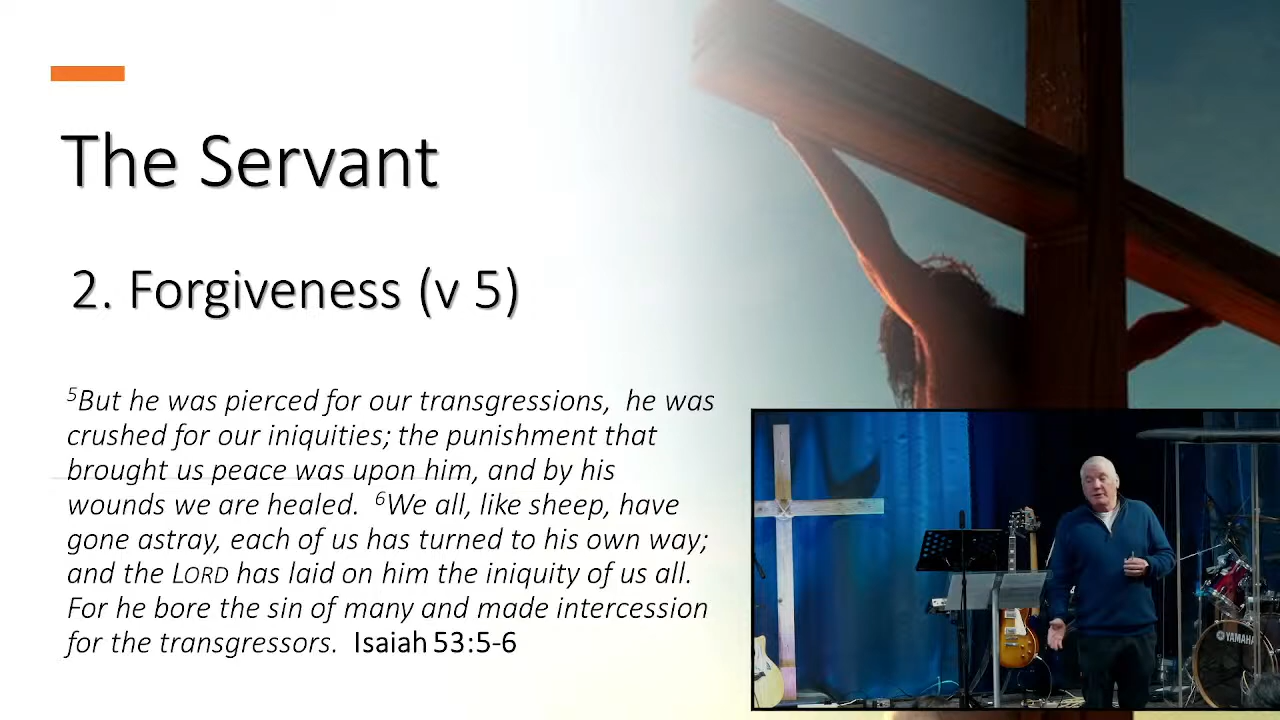 The Servant
2. Forgiveness (v 5)
⁵But he was pierced for our transgressions,  he was
crushed for our iniquities; the punishment that
brought us peace was upon him, and by his
wounds we are healed.  ⁶We all, like sheep, have
gone astray, each of us has turned to his own way;
and the LORD has laid on him the iniquity of us all.
For he bore the sin of many and made intercession
for the transgressors.  Isaiah 53:5-6
YAMAHA